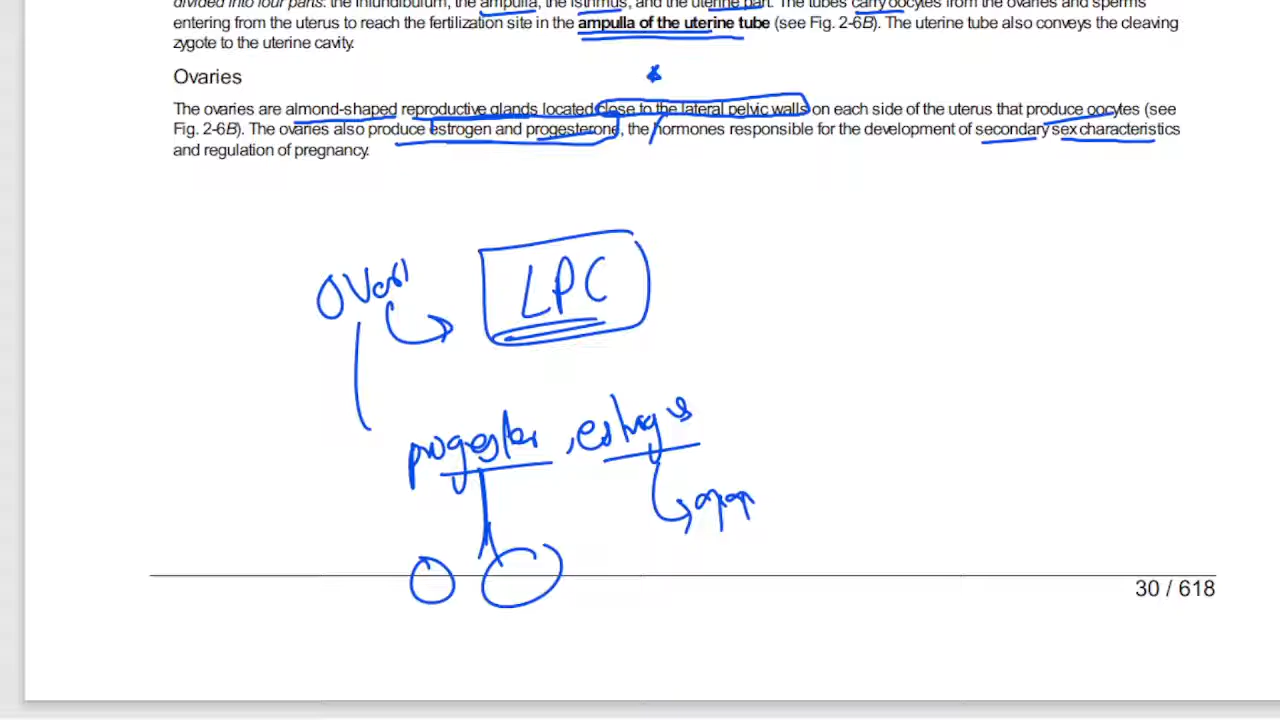 divided into four parts: the infundibulum, the ampulla, the isthmus, and the uterine part. The tubes carry oocytes from the ovaries and sperms
entering from the uterus to reach the fertilization site in the ampulla of the uterine tube (see Fig. 2-6B). The uterine tube also conveys the cleaving
zygote to the uterine cavity.
Ovaries
The ovaries are almond-shaped reproductive glands located close to the lateral pelvic walls on each side of the uterus that produce oocytes (see
Fig. 2-6B). The ovaries also produce estrogen and progesterone, the hormones responsible for the development of secondary sex characteristics
and regulation of pregnancy.
LPC
progester
30 / 618